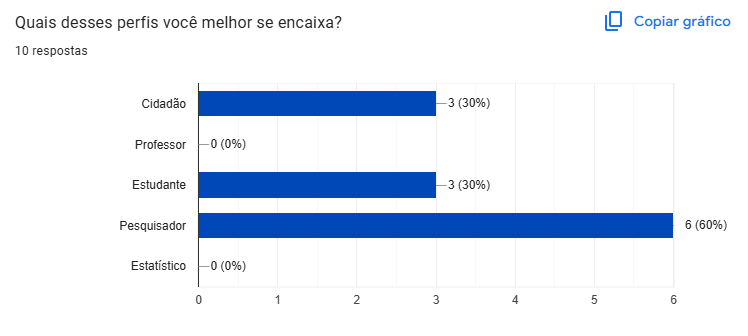 Quais desses perfis você melhor se encaixa?
Copiar gráfico
10 respostas
Cidadão 3 (30%)
Professor 0 (0%)
Estudante 3 (30%)
Pesquisador 6 (60%)
Estatístico 0 (0%)
0 1 2 3 4 5 6